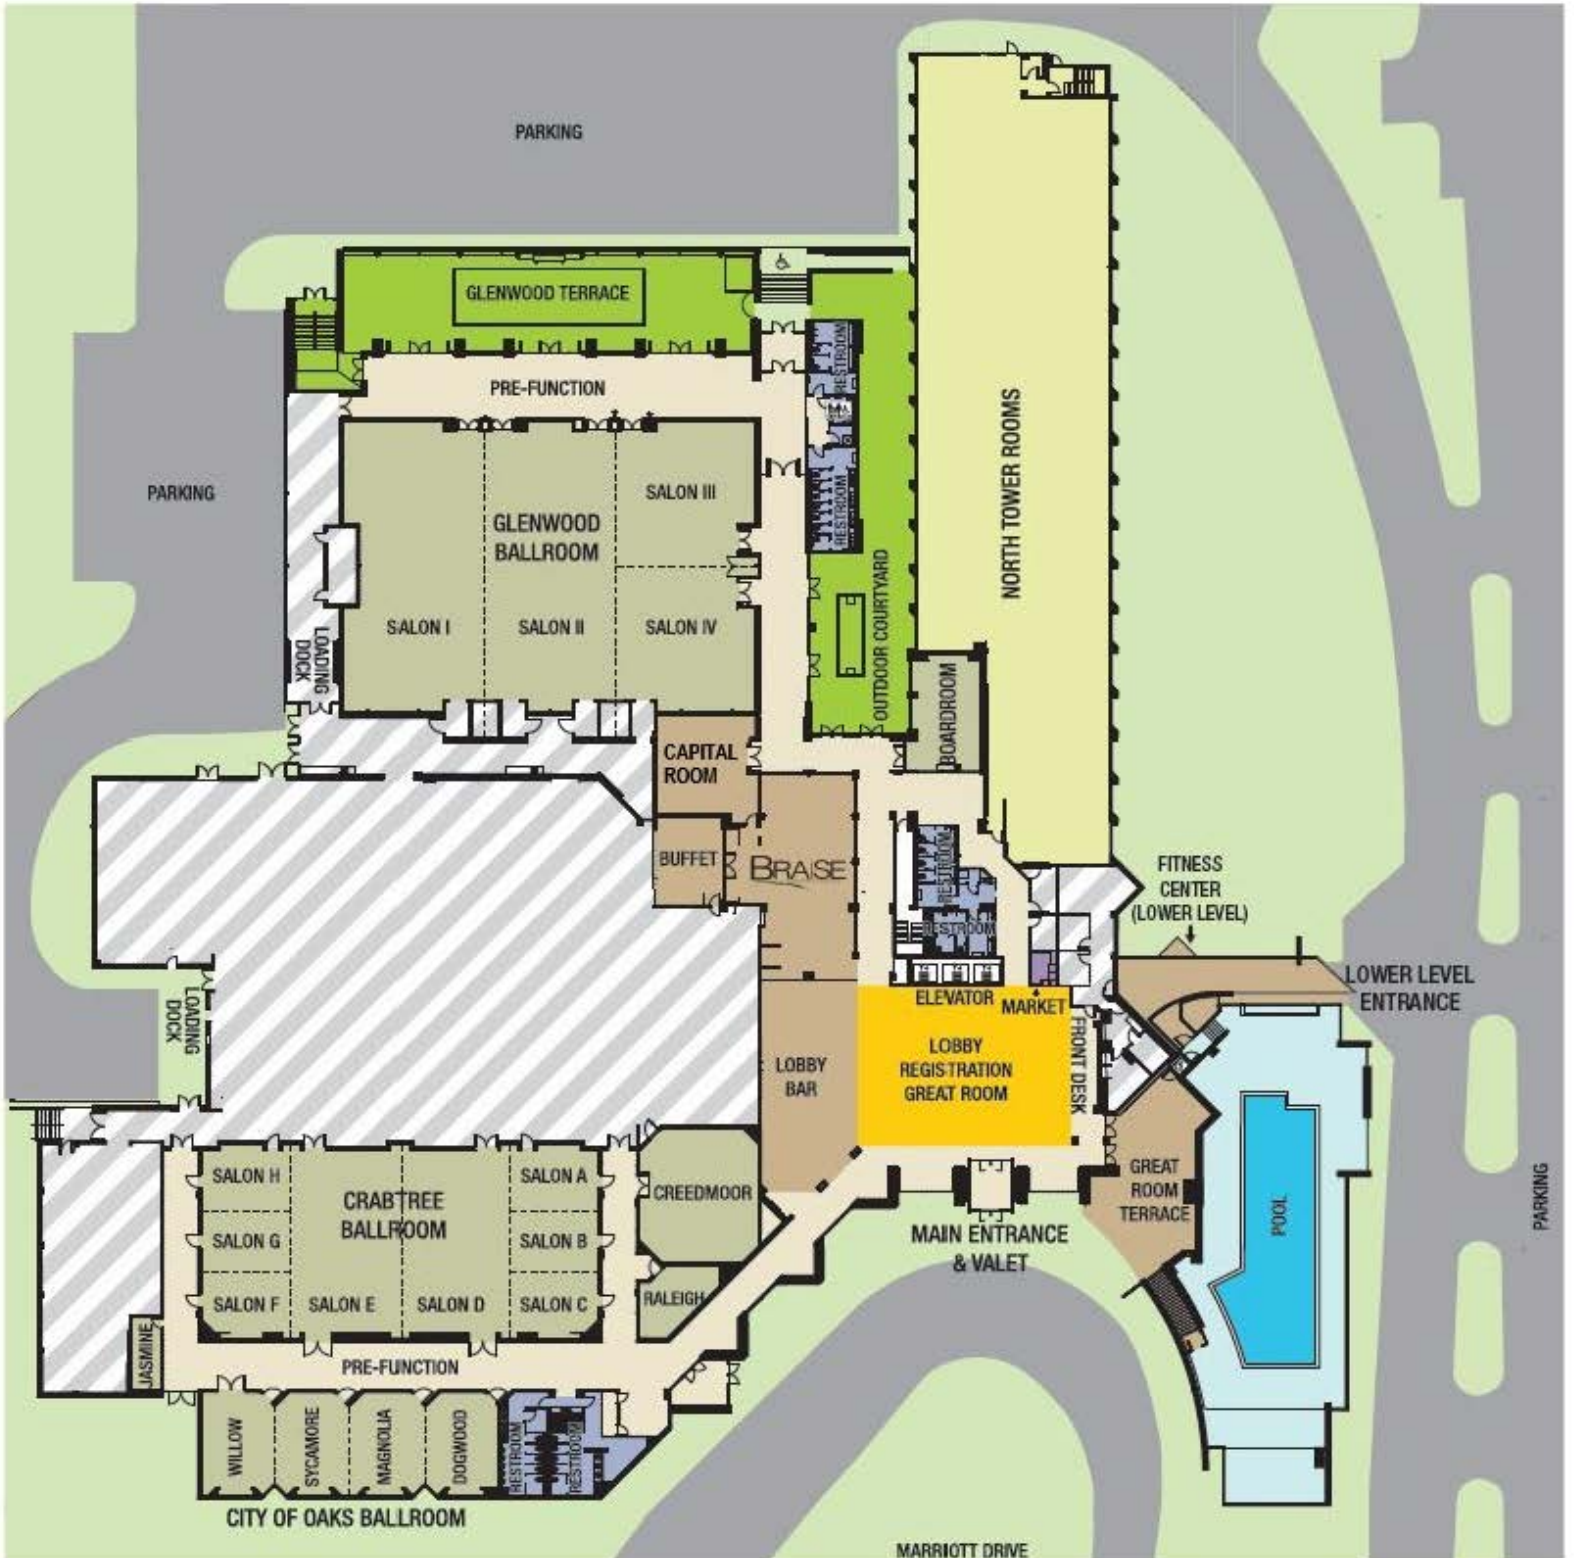 PARKING
GLENWOOD TERRACE
RESTROOM
PRE-FUNCTION
NORTH TOWER ROOMS
PARKING
SALON III
GLENWOOD
BALLROOM
RESTROOM
OUTDOOR COURTYARD
SALON I
SALON II
SALON IV
LOADING
DOCK
BOARDROOM
CAPITAL
ROOM
BUFFET
BRAISE
RESTROOM
RESTROOM
FITNESS
CENTER
(LOWER LEVEL)
LOWER LEVEL
ENTRANCE
ELEVATOR
MARKET
LOADING
DOCK
LOBBY
BAR
LOBBY
REGISTRATION
GREAT ROOM
FRONT DESK
SALON H
SALON A
CRABTREE
BALLROOM
CREEDMOOR
GREAT
ROOM
TERRACE
POOL
PARKING
SALON G
SALON B
MAIN ENTRANCE
& VALET
SALON F
SALON E
SALON D
SALON C
RALEIGH
JASMINE
PRE-FUNCTION
WILLOW
SYCAMORE
MAGNOLIA
DOGWOOD
RESTROOM
RESTROOM
CITY OF OAKS BALLROOM
MARRIOTT DRIVE